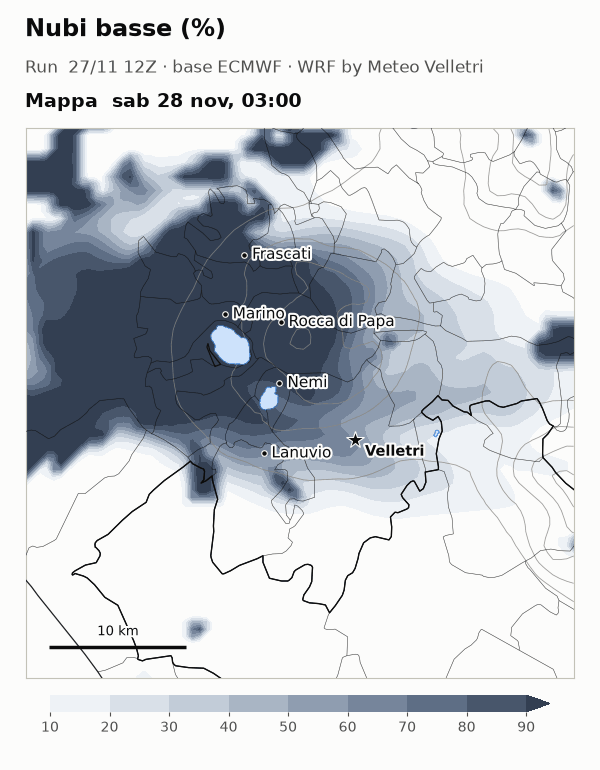 Nubi basse (%)
Run  27/11 12Z · base ECMWF · WRF by Meteo Velletri
Mappa  sab 28 nov, 03:00
Frascati
Marino
Rocca di Papa
Nemi
Velletri
Lanuvio
10 km
10 20 30 40 50 60 70 80 90